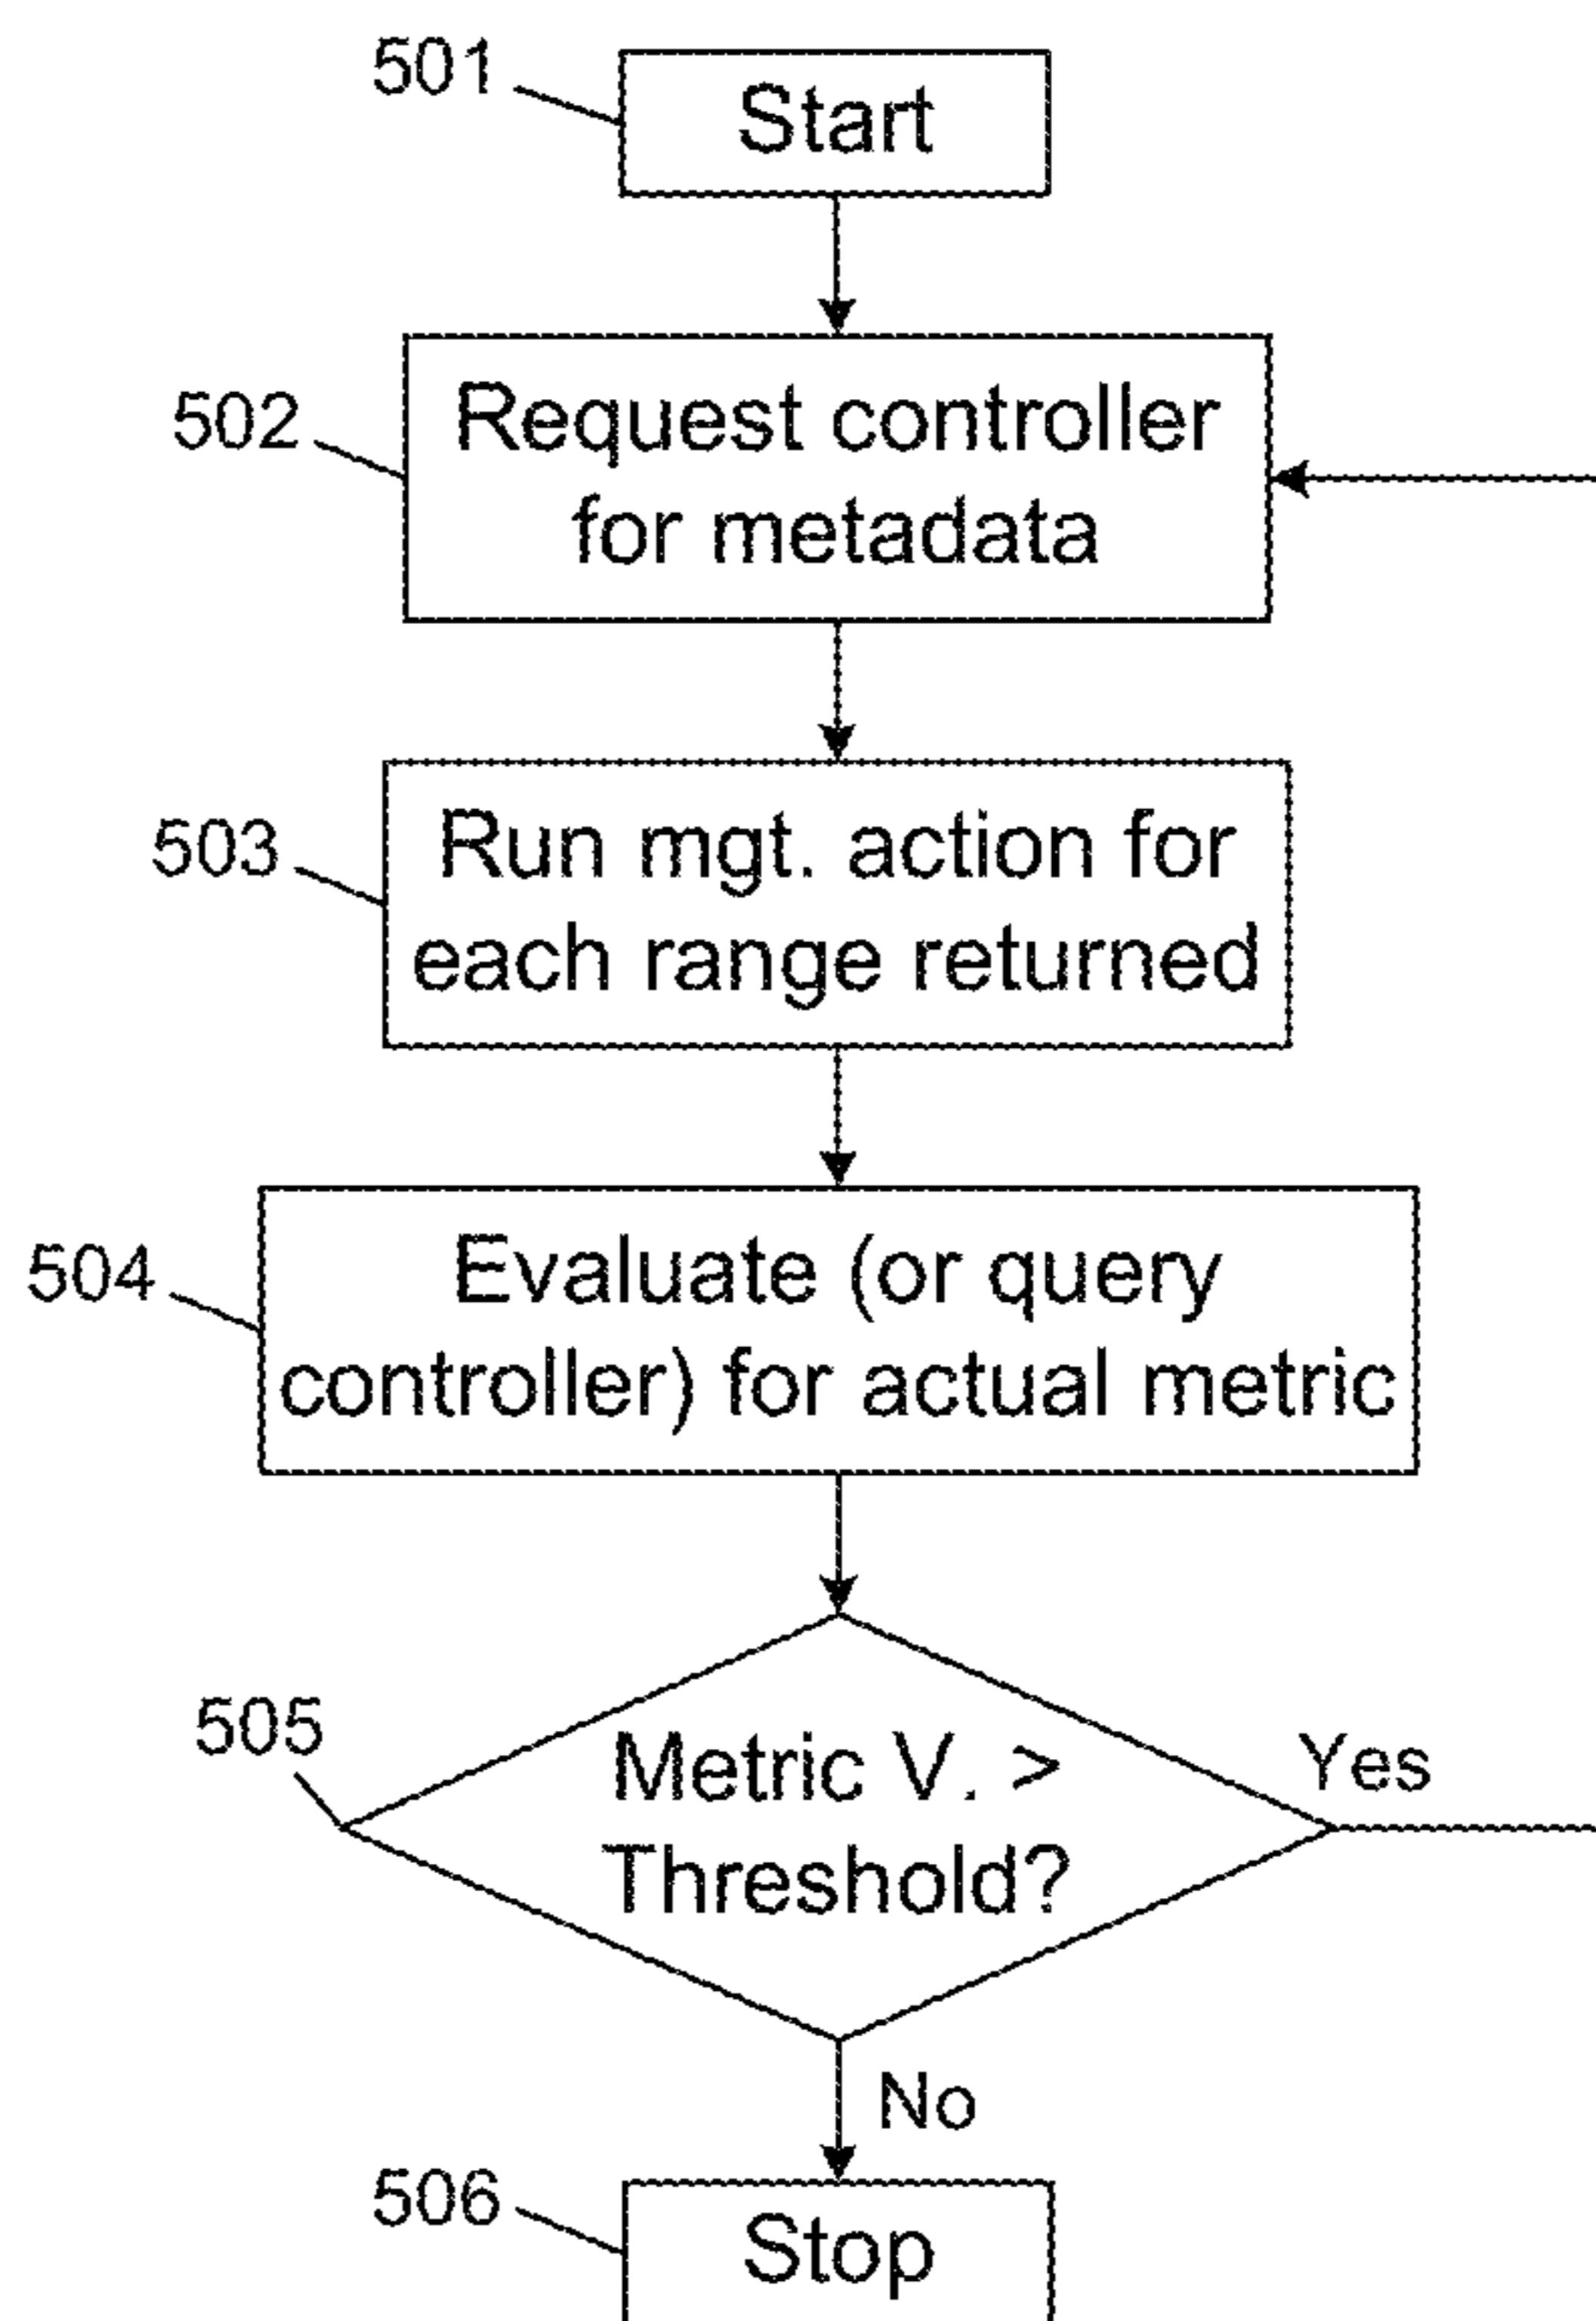 501
Start
502
Request controller
for metadata
503
Run mgt. action for
each range returned
504
Evaluate (or query
controller) for actual metric
505
Metric V. >
Threshold?
Yes
No
506
Stop